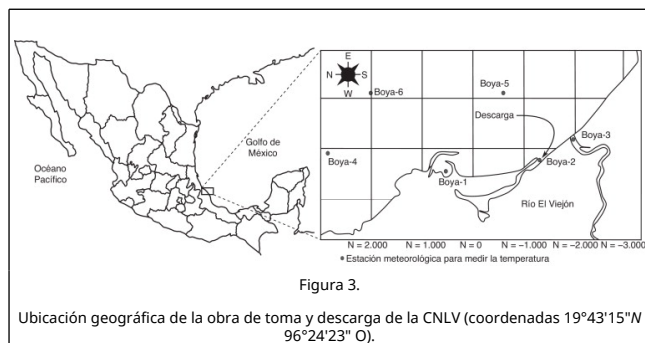 Océano
Pacífico
Golfo de
México
E
N S
W
Boya-6
Boya-5
Descarga
Boya-3
Boya-4
Boya-2
Boya-1
Río El Viejón
N = 2.000 N = 1.000 N = 0 N = −1.000 N = −2.000 N = −3.000
Estación meteorológica para medir la temperatura
Figura 3.
Ubicación geográfica de la obra de toma y descarga de la CNLV (coordenadas 19°43'15"N
96°24'23" O).